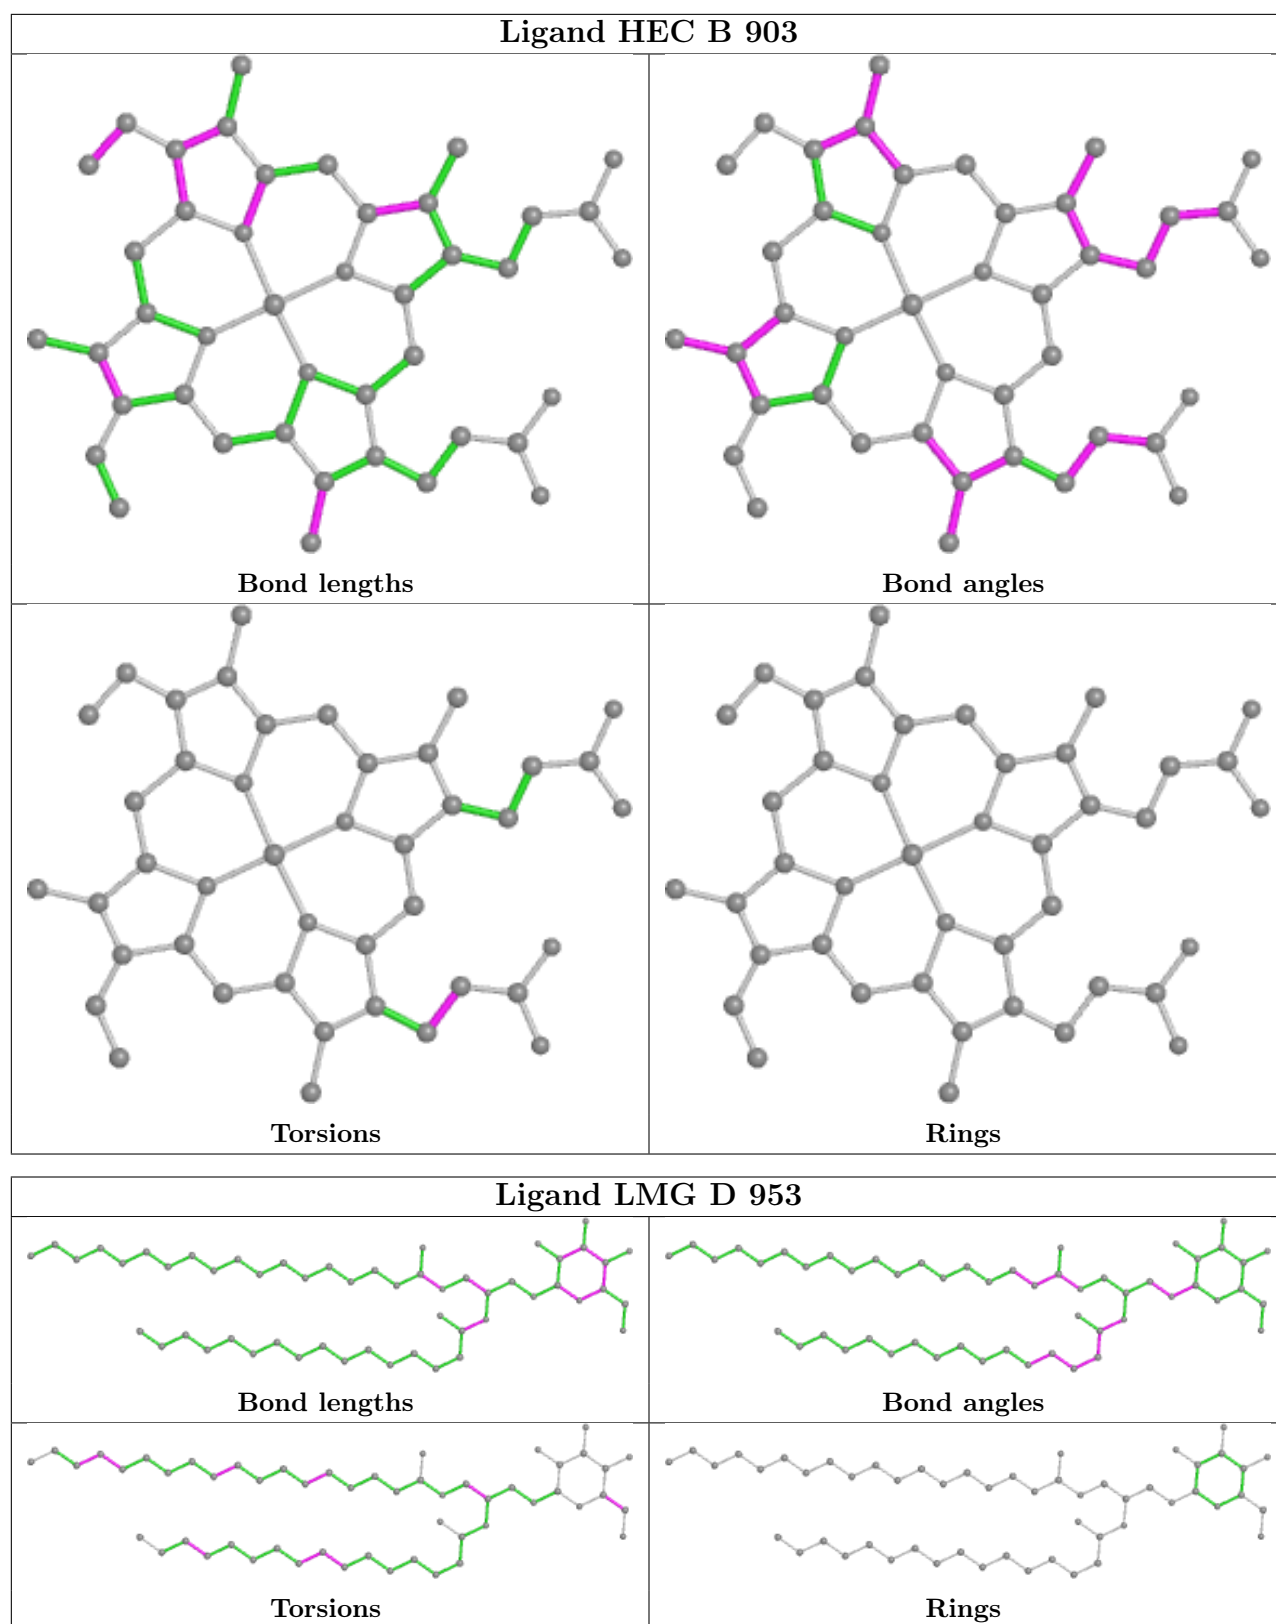 Ligand HEC B 903
Bond lengths
Bond angles
Torsions
Rings
Ligand LMG D 953
Bond lengths
Bond angles
Torsions
Rings